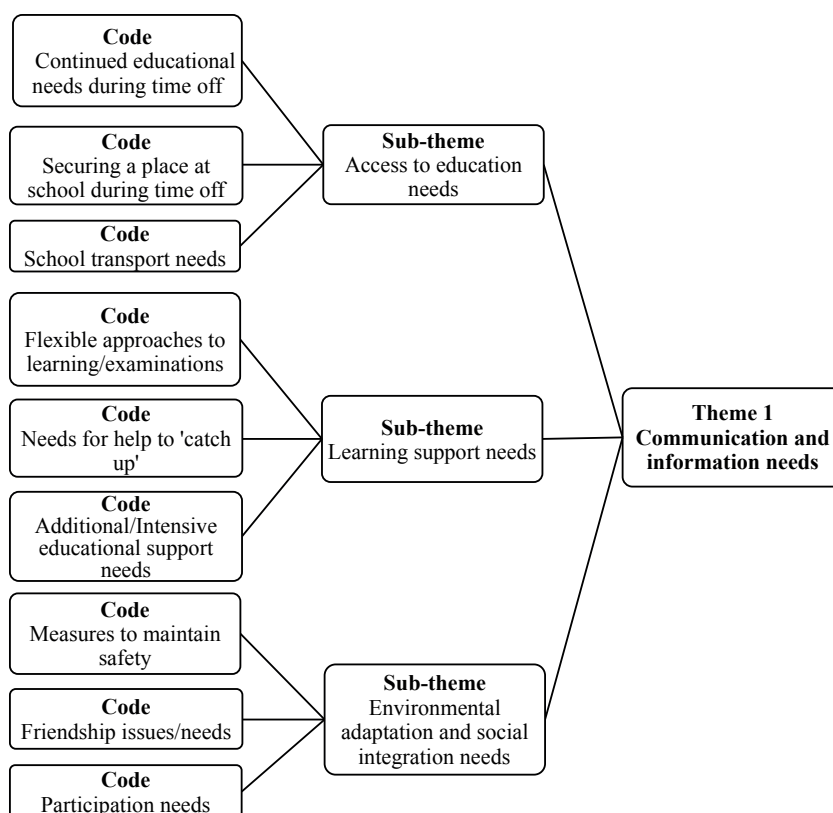 Code
Continued educational
needs during time off
Code
Securing a place at
school during time off
Code
School transport needs
Sub-theme
Access to education
needs
Code
Flexible approaches to
learning/examinations
Code
Needs for help to 'catch
up'
Code
Additional/Intensive
educational support
needs
Sub-theme
Learning support needs
Code
Measures to maintain
safety
Code
Friendship issues/needs
Code
Participation needs
Sub-theme
Environmental
adaptation and social
integration needs
Theme 1
Communication and
information needs